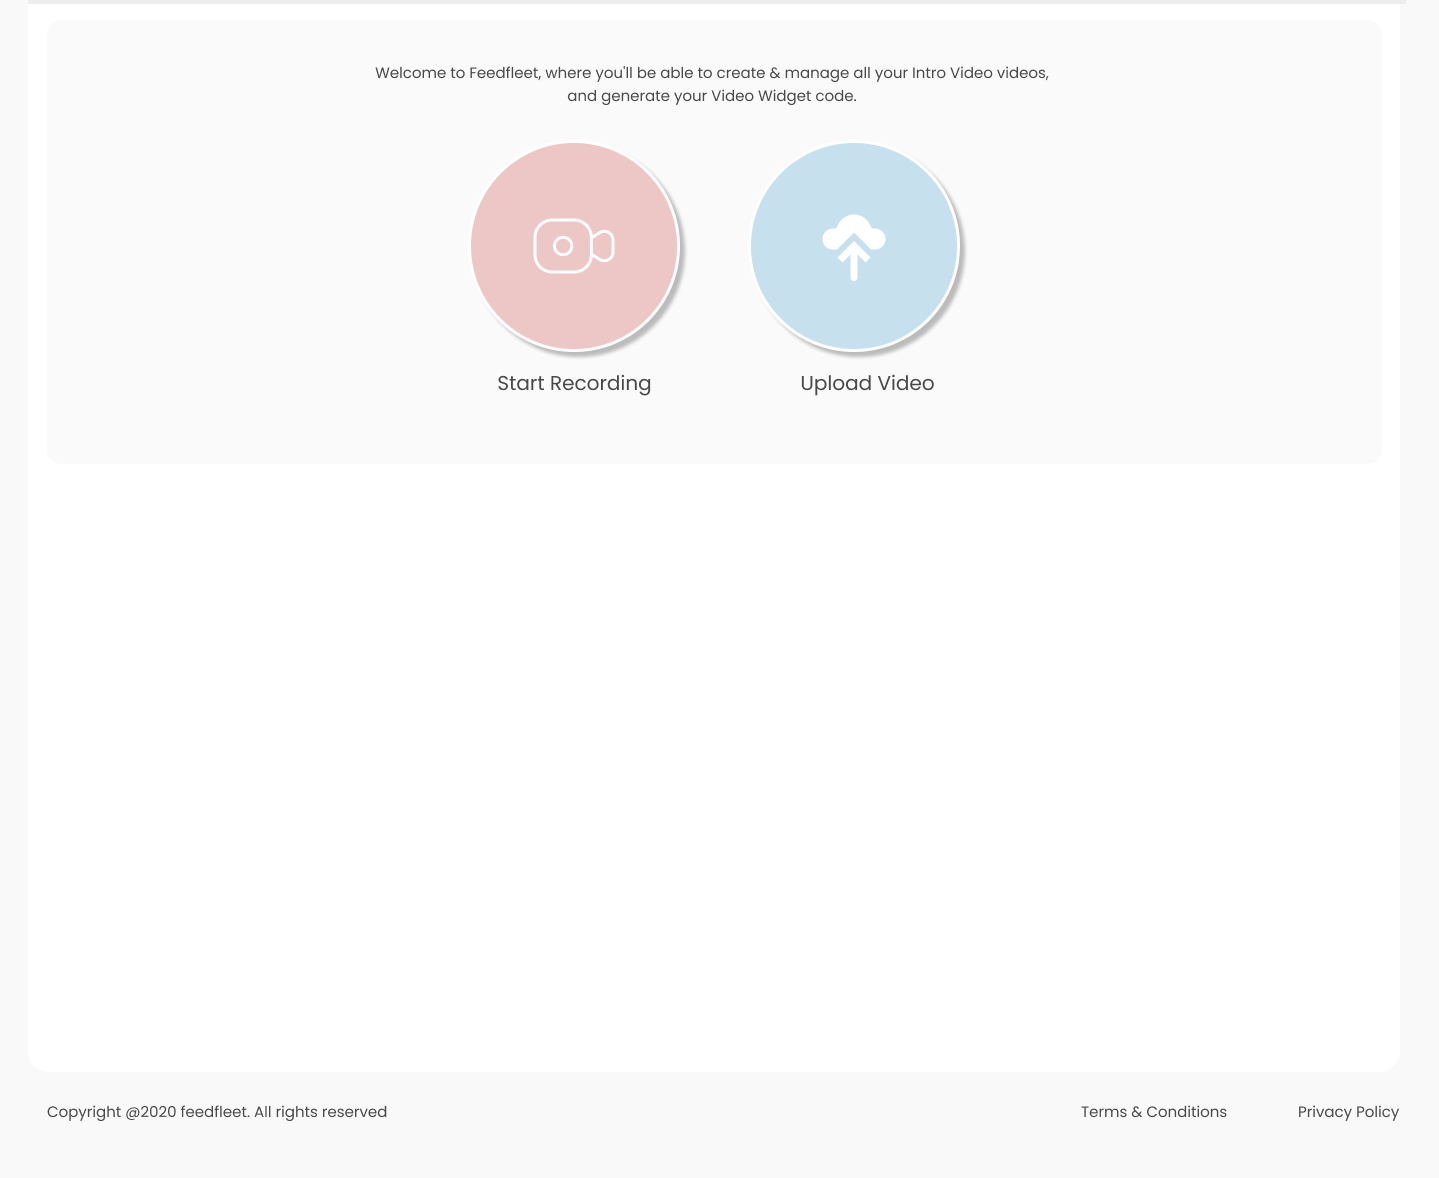 Welcome to Feedfleet, where you'll be able to create & manage all your Intro Video videos,
and generate your Video Widget code.
Start Recording
Upload Video
Copyright @2020 feedfleet. All rights reserved
Terms & Conditions
Privacy Policy